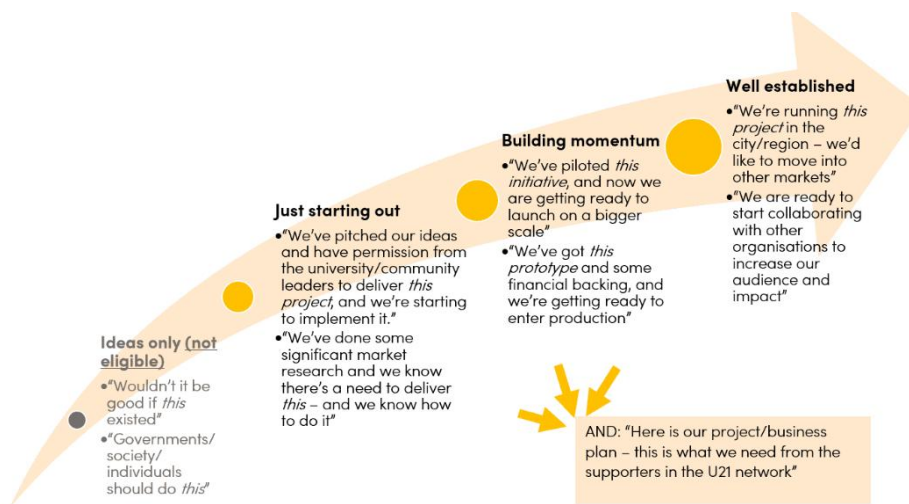 Ideas only (not
eligible)
•"Wouldn't it be
good if this
existed"
•"Governments/
society/
individuals
should do this"
Just starting out
•"We've pitched our ideas
and have permission from
the university/community
leaders to deliver this
project, and we're starting
to implement it."
•"We've done some
significant market
research and we know
there's a need to deliver
this – and we know how
to do it"
Building momentum
•"We've piloted this
initiative, and now we
are getting ready to
launch on a bigger
scale"
•"We've got this
prototype and some
financial backing, and
we're getting ready to
enter production"
Well established
•"We're running this
project in the
city/region – we'd
like to move into
other markets"
•"We are ready to
start collaborating
with other
organisations to
increase our
audience and
impact"
AND: "Here is our project/business
plan – this is what we need from the
supporters in the U21 network"